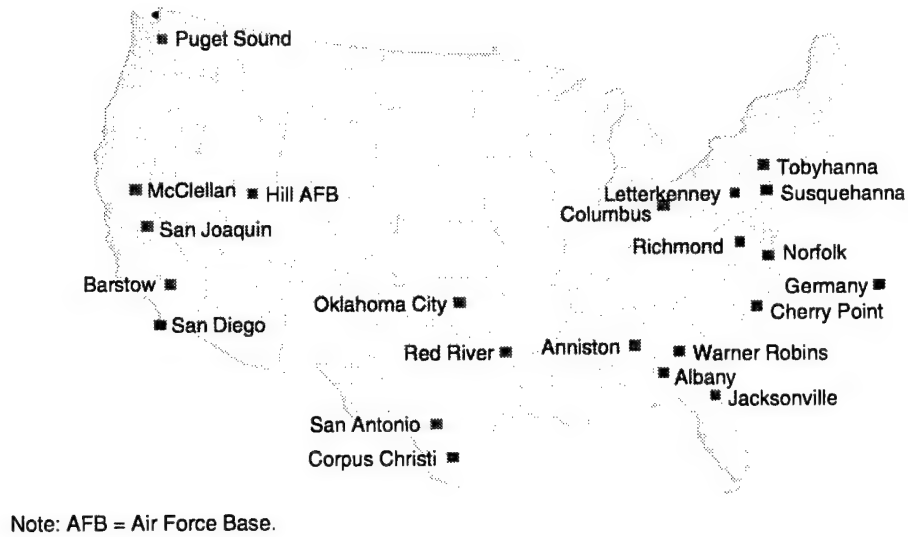 Puget Sound
Tobyhanna
McClellan
Hill AFB
Letterkenney
Susquehanna
Columbus
San Joaquin
Richmond
Norfolk
Barstow
Germany
Oklahoma City
Cherry Point
San Diego
Red River
Anniston
Warner Robins
Albany
Jacksonville
San Antonio
Corpus Christi
Note: AFB = Air Force Base.